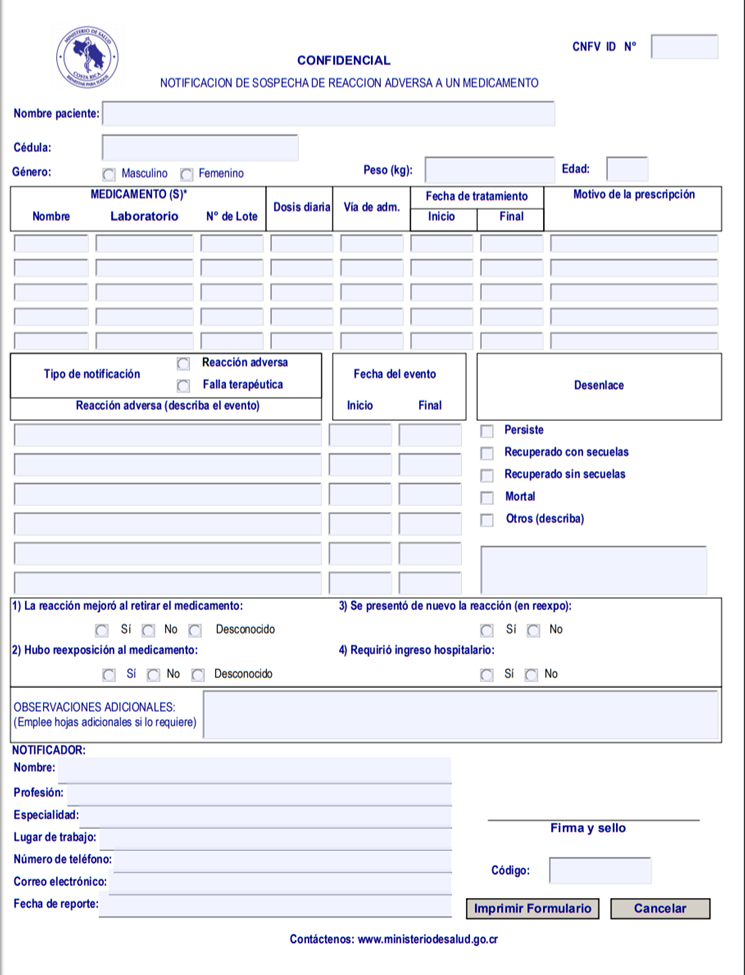 MINISTERIO DE SALUD
COSTA RICA
CNFV ID N°
CONFIDENCIAL
NOTIFICACION DE SOSPECHA DE REACCION ADVERSA A UN MEDICAMENTO
Nombre paciente:
Cédula:
Género: Masculino Femenino Peso (kg): Edad:
MEDICAMENTO (S)* Dosis diaria Vía de adm. Fecha de tratamiento Motivo de la prescripción
Nombre Laboratorio N° de Lote Inicio Final
Tipo de notificación Reacción adversa Fecha del evento Desenlace
Falla terapéutica
Reacción adversa (describa el evento) Inicio Final
Persiste
Recuperado con secuelas
Recuperado sin secuelas
Mortal
Otros (describa)
1) La reacción mejoró al retirar el medicamento: 3) Se presentó de nuevo la reacción (en reexpo):
Sí No Desconocido Sí No
2) Hubo reexposición al medicamento: 4) Requirió ingreso hospitalario:
Sí No Desconocido Sí No
OBSERVACIONES ADICIONALES:
(Emplee hojas adicionales si lo requiere)
NOTIFICADOR:
Nombre:
Profesión:
Especialidad:
Lugar de trabajo: Firma y sello
Número de teléfono:
Código:
Correo electrónico:
Fecha de reporte: Imprimir Formulario Cancelar
Contáctenos: www.ministeriodesalud.go.cr